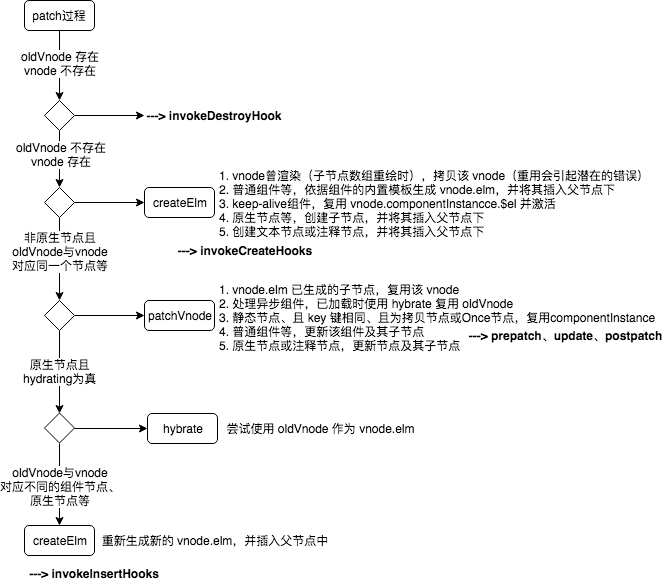 patch过程
oldVnode 存在
vnode 不存在
---> invokeDestroyHook
oldVnode 不存在
vnode 存在
createElm
1. vnode曾渲染（子节点数组重绘时），拷贝该 vnode（重用会引起潜在的错误）
2. 普通组件等，依据组件的内置模板生成 vnode.elm，并将其插入父节点下
3. keep-alive组件，复用 vnode.componentInstancce.$el 并激活
4. 原生节点等，创建子节点，并将其插入父节点下
5. 创建文本节点或注释节点，并将其插入父节点下
---> invokeCreateHooks
非原生节点且
oldVnode与vnode
对应同一个节点等
patchVnode
1. vnode.elm 已生成的子节点，复用该 vnode
2. 处理异步组件，已加载时使用 hybrate 复用 oldVnode
3. 静态节点、且 key 键相同、且为拷贝节点或Once节点，复用componentInstance
4. 普通组件等，更新该组件及其子节点
---> prepatch、update、postpatch
5. 原生节点或注释节点，更新节点及其子节点
原生节点且
hydrating为真
hybrate
尝试使用 oldVnode 作为 vnode.elm
oldVnode与vnode
对应不同的组件节点、
原生节点等
createElm
重新生成新的 vnode.elm，并插入父节点中
---> invokeInsertHooks